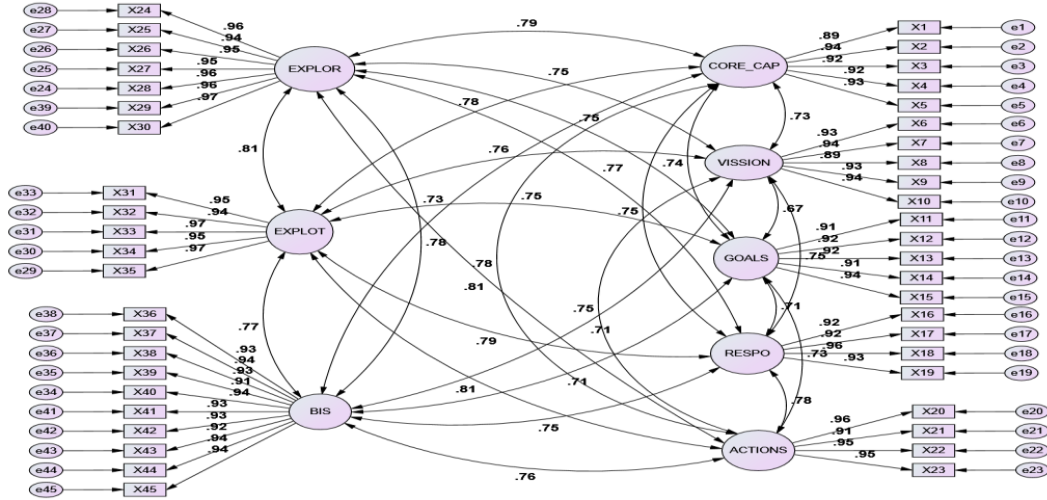 e28 X24 .96
e27 X25 .94
e26 X26 .95
e25 X27 .95
e24 X28 .96
e39 X29 .96
e40 X30 .97
EXPLOR
e33 X31 .95
e32 X32 .94
e31 X33 .97
e30 X34 .95
e29 X35 .97
EXPLOT
e38 X36 .93
e37 X37 .94
e36 X38 .93
e35 X39 .91
e34 X40 .94
e41 X41 .93
e42 X42 .93
e43 X43 .92
e44 X44 .94
e45 X45 .94
BIS
.79
.75
.78
.75
.81
.76
.74
.77
.73
.75
.75
.78
.78
.81
.75
.71
.77
.79
.81
.71
.75
.76
.73
.67
.75
.71
.73
.78
CORE_CAP
.89 X1 e1
.94 X2 e2
.92 X3 e3
.92 X4 e4
.93 X5 e5
VISSION
.93 X6 e6
.94 X7 e7
.89 X8 e8
.93 X9 e9
.94 X10 e10
GOALS
.91 X11 e11
.92 X12 e12
.92 X13 e13
.91 X14 e14
.94 X15 e15
RESPO
.92 X16 e16
.92 X17 e17
.96 X18 e18
.93 X19 e19
ACTIONS
.96 X20 e20
.91 X21 e21
.95 X22 e22
.95 X23 e23